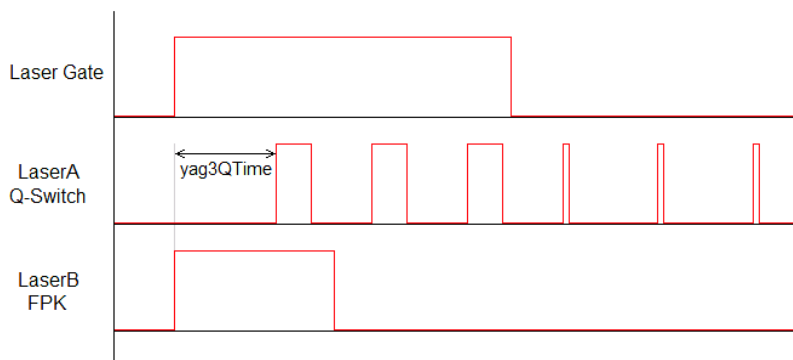 Laser Gate
yag3QTime
LaserA
Q-Switch
LaserB
FPK